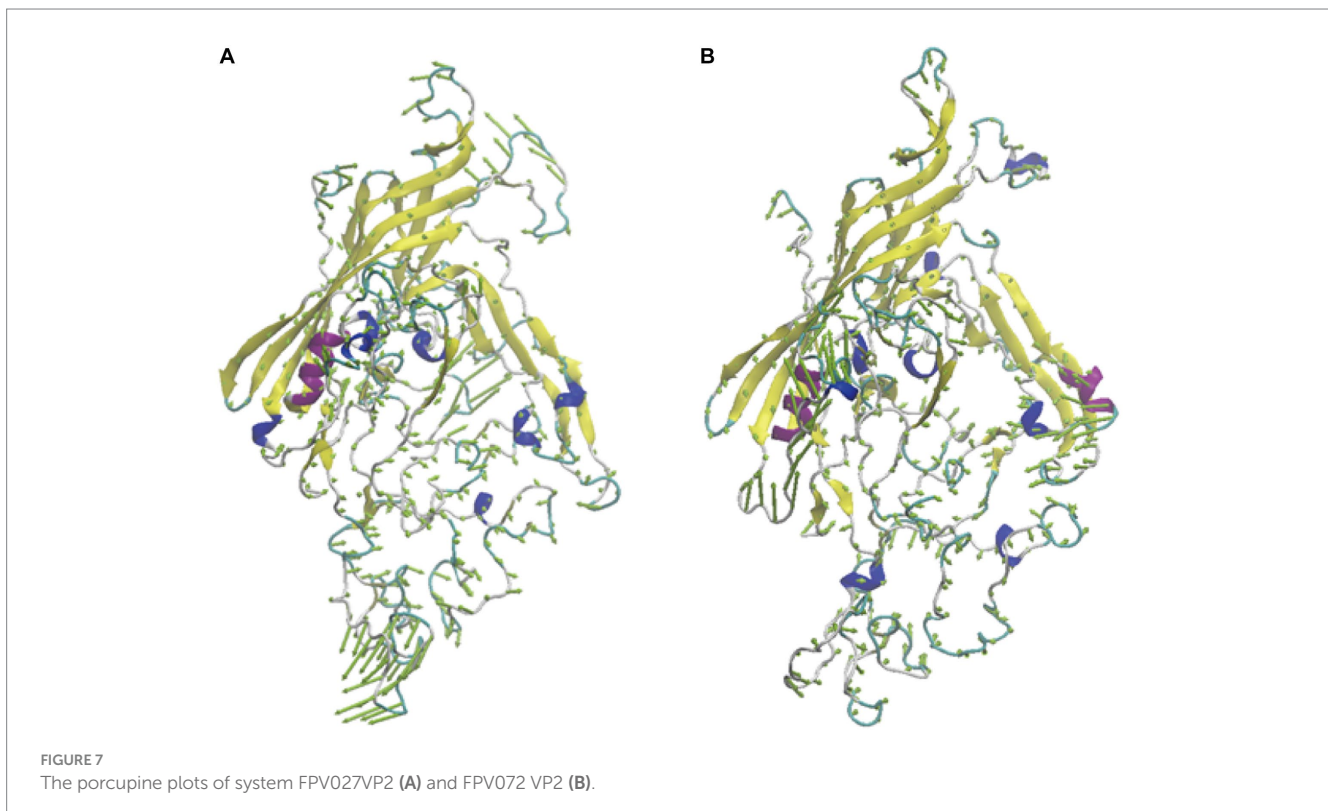 A
B
FIGURE 7
The porcupine plots of system FPV027VP2 (A) and FPV072 VP2 (B).